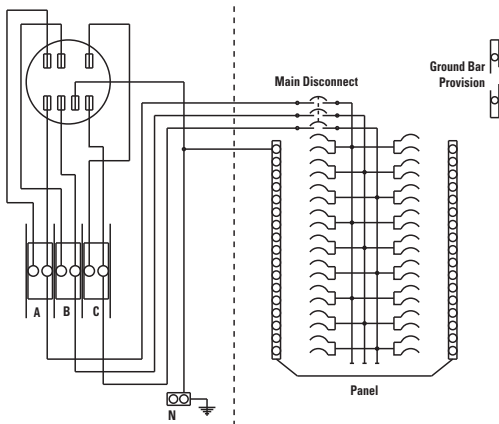 Main Disconnect
Ground Bar
Provision
A
B
C
N
Panel